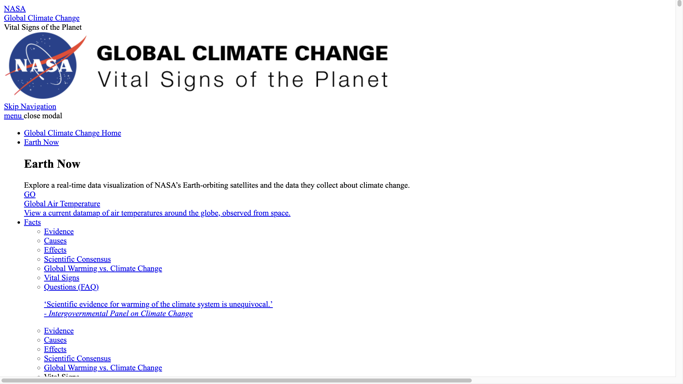 NASA
Global Climate Change
Vital Signs of the Planet
NASA
GLOBAL CLIMATE CHANGE
Vital Signs of the Planet
Skip Navigation
menu close modal
Global Climate Change Home
Earth Now
Earth Now
Explore a real-time data visualization of NASA's Earth-orbiting satellites and the data they collect about climate change.
GO
Global Air Temperature
View a current datamap of air temperatures around the globe, observed from space.
Facts
Evidence
Causes
Effects
Scientific Consensus
Global Warming vs. Climate Change
Vital Signs
Questions (FAQ)
‘Scientific evidence for warming of the climate system is unequivocal.’
- Intergovernmental Panel on Climate Change
Evidence
Causes
Effects
Scientific Consensus
Global Warming vs. Climate Change
Vital Signs